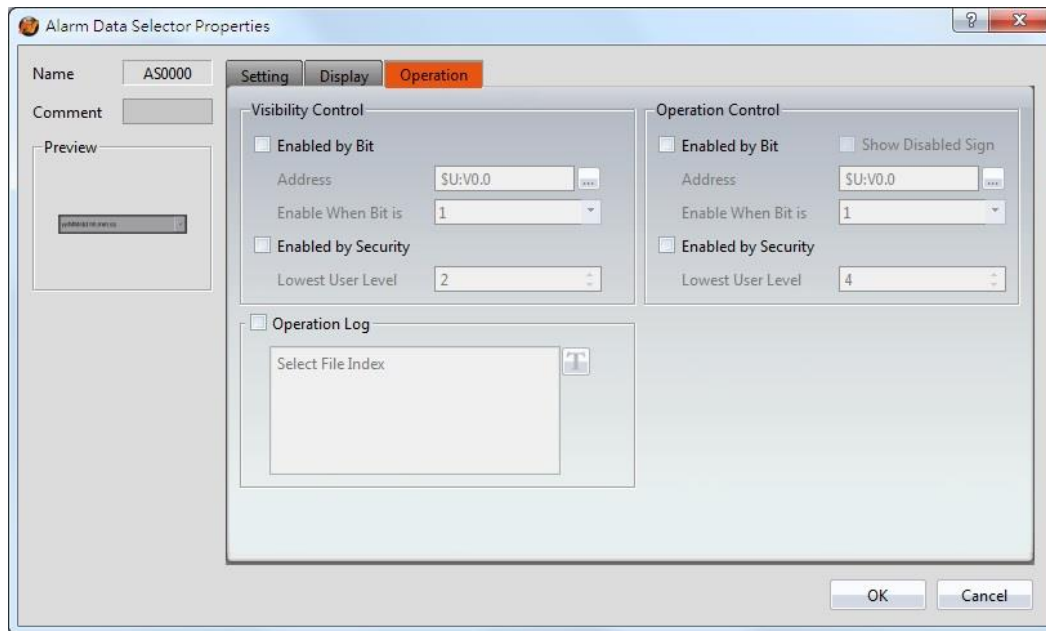 Alarm Data Selector Properties
Name AS0000
Comment
Preview
Setting Display Operation
Visibility Control
Enabled by Bit
Address $U:V0.0 ...
Enable When Bit is 1
Enabled by Security
Lowest User Level 2
Operation Control
Enabled by Bit Show Disabled Sign
Address $U:V0.0 ...
Enable When Bit is 1
Enabled by Security
Lowest User Level 4
Operation Log
Select File Index T
OK Cancel